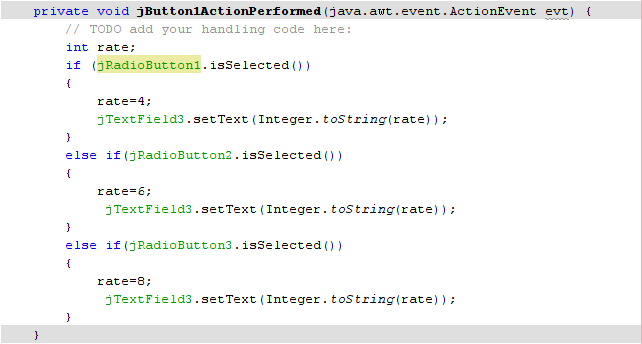 private void jButton1ActionPerformed(java.awt.event.ActionEvent evt) {
// TODO add your handling code here:
int rate;
if (jRadioButton1.isSelected())
{
rate=4;
jTextField3.setText(Integer.toString(rate));
}
else if(jRadioButton2.isSelected())
{
rate=6;
jTextField3.setText(Integer.toString(rate));
}
else if(jRadioButton3.isSelected())
{
rate=8;
jTextField3.setText(Integer.toString(rate));
}
}